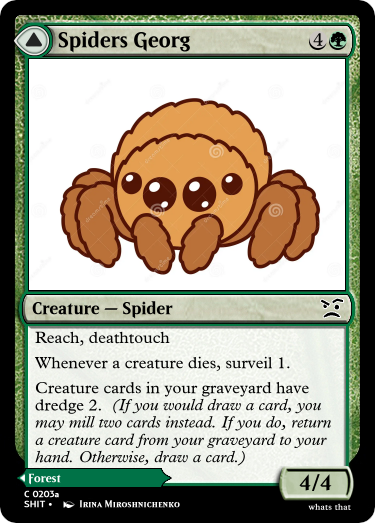 Spiders Georg 4
Creature — Spider
Reach, deathtouch
Whenever a creature dies, surveil 1.
Creature cards in your graveyard have
dredge 2. (If you would draw a card, you
may mill two cards instead. If you do, return
a creature card from your graveyard to your
hand. Otherwise, draw a card.)
Forest
4/4
C 0203a
SHIT • Irina Miroshnichenko
whats that